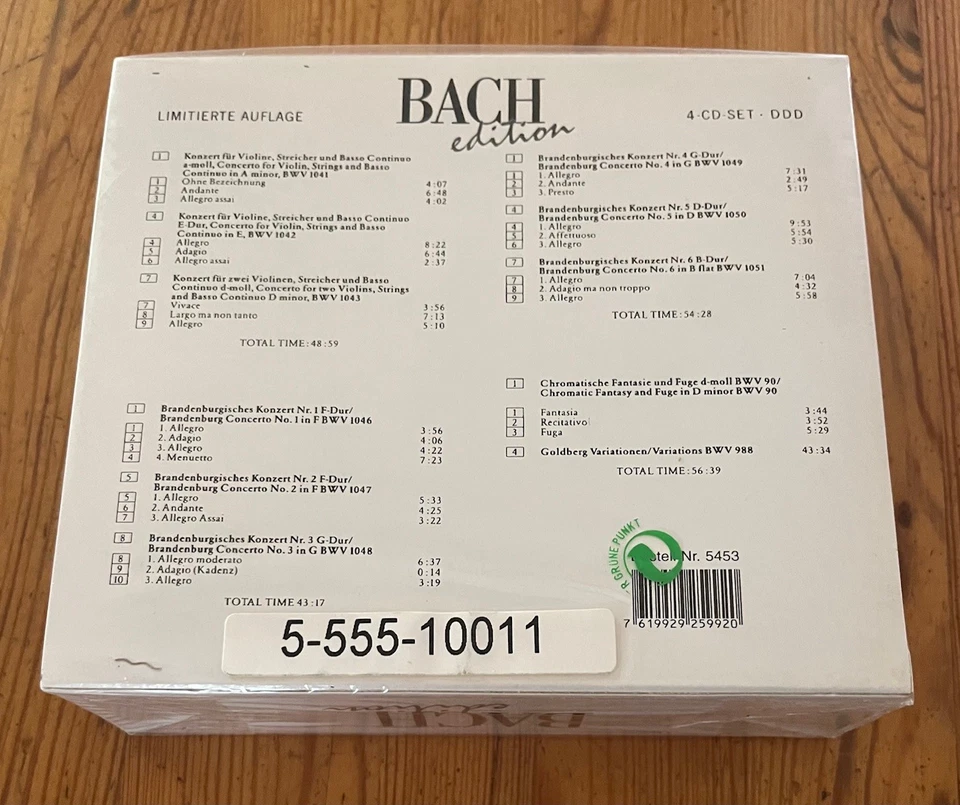 LIMITIERTE AUFLAGE
BACH
edition
4-CD-SET · DDD
1 Konzert für Violine, Streicher und Basso Continuo
a-moll, Concerto for Violin, Strings and Basso
Continuo in A minor, BWV 1041
1 Ohne Bezeichnung 4:07
2 Andante 6:48
3 Allegro assai 4:02
4 Konzert für Violine, Streicher und Basso Continuo
E-Dur, Concerto for Violin, Strings and Basso
Continuo in E, BWV 1042
4 Allegro 8:22
5 Adagio 6:44
6 Allegro assai 2:37
7 Konzert für zwei Violinen, Streicher und Basso
Continuo d-moll, Concerto for two Violins, Strings
and Basso Continuo D minor, BWV 1043
7 Vivace 3:56
8 Largo ma non tanto 7:13
9 Allegro 5:10
TOTAL TIME:48:59
1 Brandenburgisches Konzert Nr. 1 F-Dur/
Brandenburg Concerto No. 1 in F BWV 1046
1 1. Allegro 3:56
2 2. Adagio 4:06
3 3. Allegro 4:22
4 4. Menuetto 7:23
5 Brandenburgisches Konzert Nr. 2 F-Dur/
Brandenburg Concerto No. 2 in F BWV 1047
5 1. Allegro 5:33
6 2. Andante 4:25
7 3. Allegro Assai 3:22
8 Brandenburgisches Konzert Nr. 3 G-Dur/
Brandenburg Concerto No. 3 in G BWV 1048
8 1. Allegro moderato 6:37
9 2. Adagio (Kadenz) 0:14
10 3. Allegro 3:19
TOTAL TIME 43:17
1 Brandenburgisches Konzert Nr. 4 G-Dur/
Brandenburg Concerto No. 4 in G BWV 1049
1 1. Allegro 7:31
2 2. Andante 2:49
3 3. Presto 5:17
4 Brandenburgisches Konzert Nr. 5 D-Dur/
Brandenburg Concerto No. 5 in D BWV 1050
4 1. Allegro 9:53
5 2. Affettuoso 5:54
6 3. Allegro 5:30
7 Brandenburgisches Konzert Nr. 6 B-Dur/
Brandenburg Concerto No. 6 in B flat BWV 1051
7 1. Allegro 7:04
8 2. Adagio ma non troppo 4:32
9 3. Allegro 5:58
TOTAL TIME:54:28
1 Chromatische Fantasie und Fuge d-moll BWV 90/
Chromatic Fantasy and Fuge in D minor BWV 90
1 Fantasia 3:44
2 Recitativo 3:52
3 Fuga 5:29
4 Goldberg Variationen/Variations BWV 988 43:34
TOTAL TIME:56:39
R GRÜNE PUNKT
Nr. 5453
7 619929 259920
5-555-10011
BACH
edition